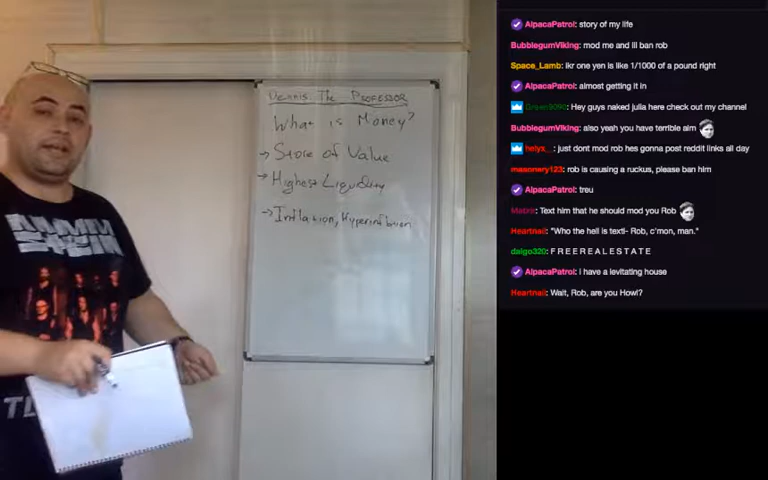 Dennis The Professor
What is Money?
→ Store of Value
→ Highest Liquidity
→ Inflation, Hyperinflation
RAMM
STEIN
AlpacaPatrol: story of my life
BubblegumViking: mod me and ill ban rob
Space_Lamb: ikr one yen is like 1/1000 of a pound right
AlpacaPatrol: almost getting it in
: Hey guys naked julia here check out my channel
BubblegumViking: also yeah you have terrible aim
helyx_: just dont mod rob hes gonna post reddit links all day
masonery123: rob is causing a ruckus, please ban him
AlpacaPatrol: treu
: Text him that he should mod you Rob
Heartnail: "Who the hell is texti- Rob, c'mon, man."
daigo320: F R E E R E A L E S T A T E
AlpacaPatrol: i have a levitating house
Heartnail: Wait, Rob, are you Howl?